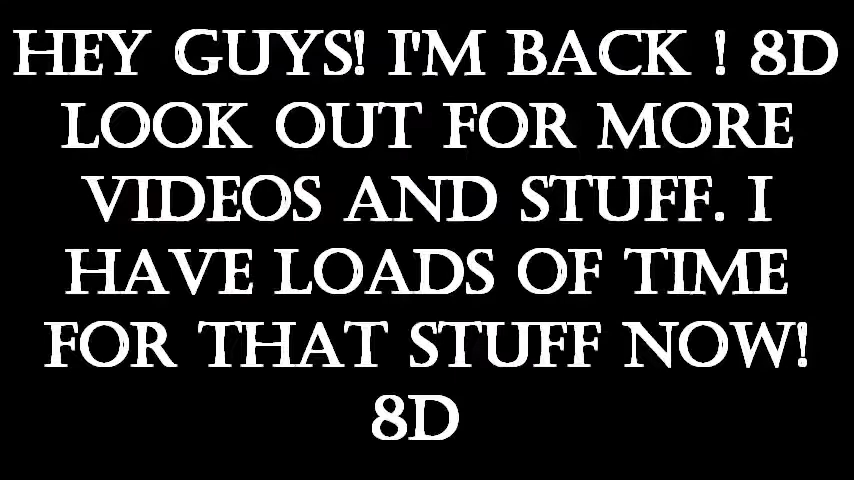 HEY GUYS! I'M BACK ! 8D
LOOK OUT FOR MORE
VIDEOS AND STUFF. I
HAVE LOADS OF TIME
FOR THAT STUFF NOW!
8D